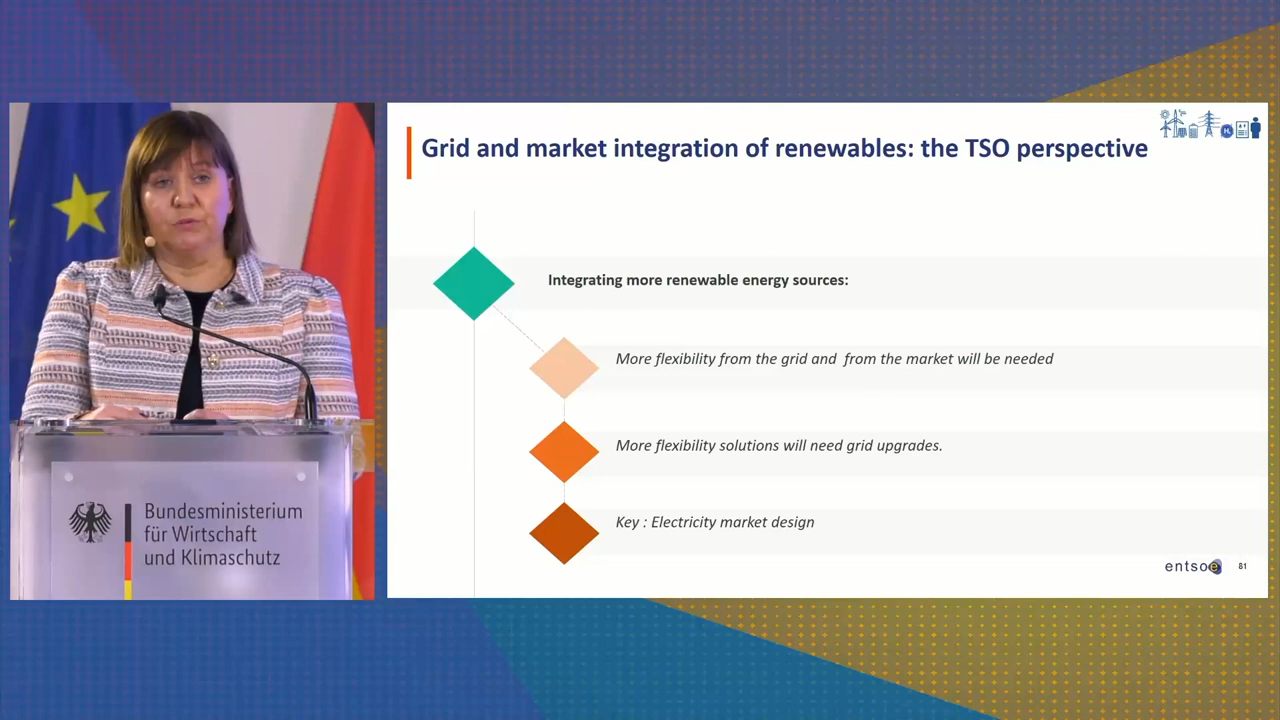 Grid and market integration of renewables: the TSO perspective
Integrating more renewable energy sources:
More flexibility from the grid and from the market will be needed
More flexibility solutions will need grid upgrades.
Key : Electricity market design
entsoe 81
Bundesministerium
für Wirtschaft
und Klimaschutz